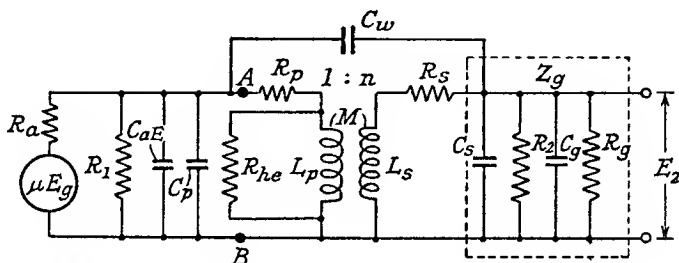 C_w
A
R_p
1 : n
R_s
Z_g
R_a
R_1
C_aE
C_p
R_he
L_p
(M)
L_s
C_s
R_2
C_g
R_g
E_2
μE_g
B